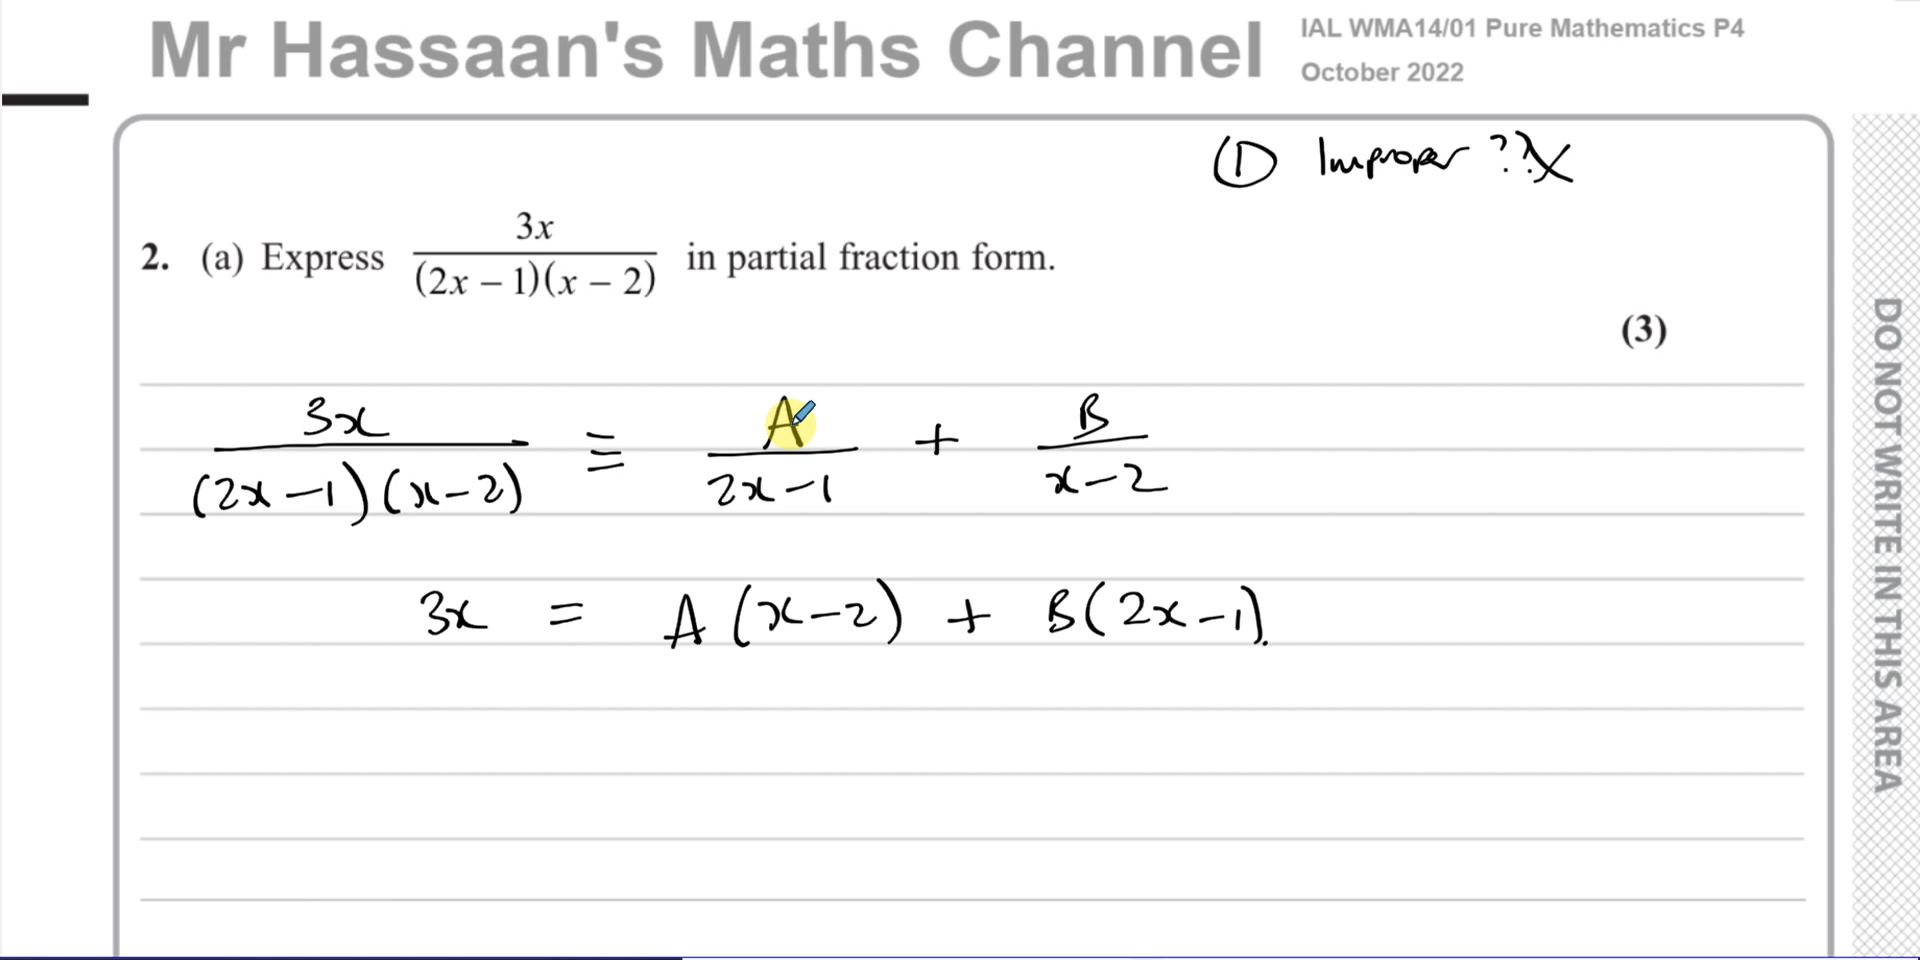 Mr Hassaan's Maths Channel
IAL WMA14/01 Pure Mathematics P4
October 2022
① Improper ?? X
2. (a) Express 3x / (2x – 1)(x – 2) in partial fraction form.
(3)
3x / (2x – 1)(x – 2) ≡ A / 2x – 1 + B / x – 2
3x = A (x – 2) + B(2x – 1).
DO NOT WRITE IN THIS AREA